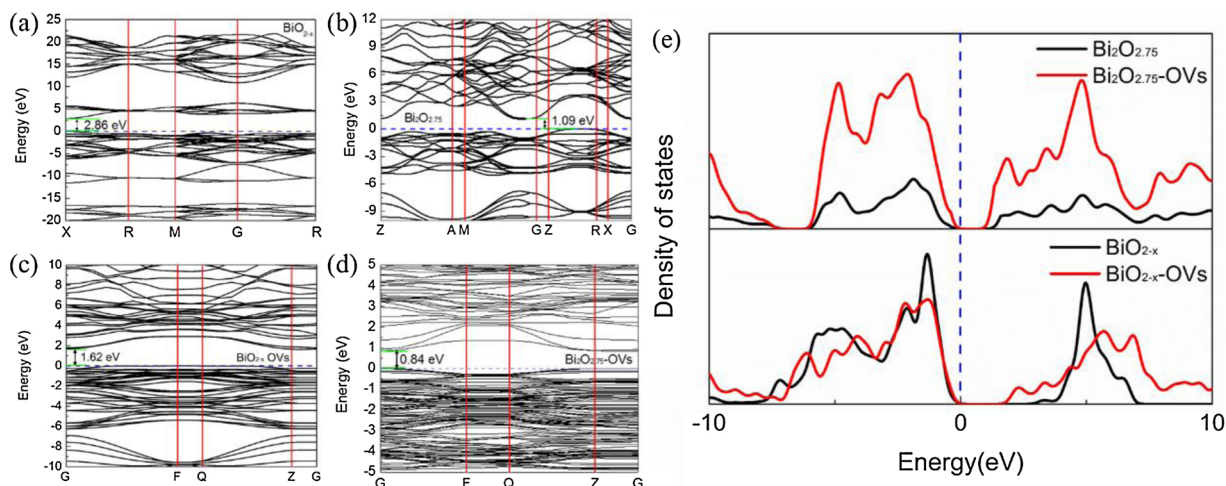 (a)
BiO2-x
25
20
15
10
5
0
-5
-10
-15
-20
Energy (eV)
2.86 eV
X R M G R
(b)
12
9
6
3
0
-3
-6
-9
Energy (eV)
Bi2O2.75
1.09 eV
Z A M G Z R X G
(c)
10
8
6
4
2
0
-2
-4
-6
-8
-10
Energy (eV)
1.62 eV
BiO2-x OVs
G F Q Z G
(d)
5
4
3
2
1
0
-1
-2
-3
-4
-5
Energy (eV)
0.84 eV
Bi2O2.75-OVs
G F Q Z G
(e)
Bi2O2.75
Bi2O2.75-OVs
BiO2-x
BiO2-x-OVs
Density of states
-10 0 10
Energy(eV)